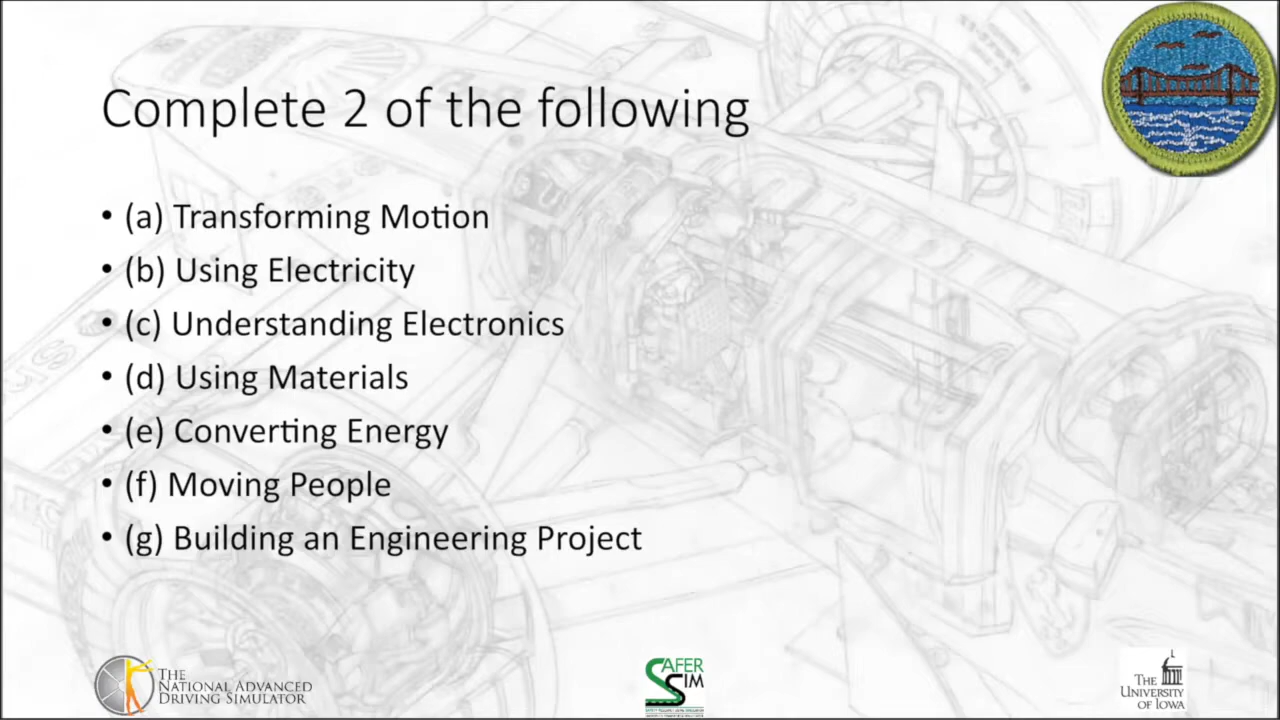 Complete 2 of the following
• (a) Transforming Motion
• (b) Using Electricity
• (c) Understanding Electronics
• (d) Using Materials
• (e) Converting Energy
• (f) Moving People
• (g) Building an Engineering Project
THE
NATIONAL ADVANCED
DRIVING SIMULATOR
SAFER
SIM
THE
UNIVERSITY
OF IOWA